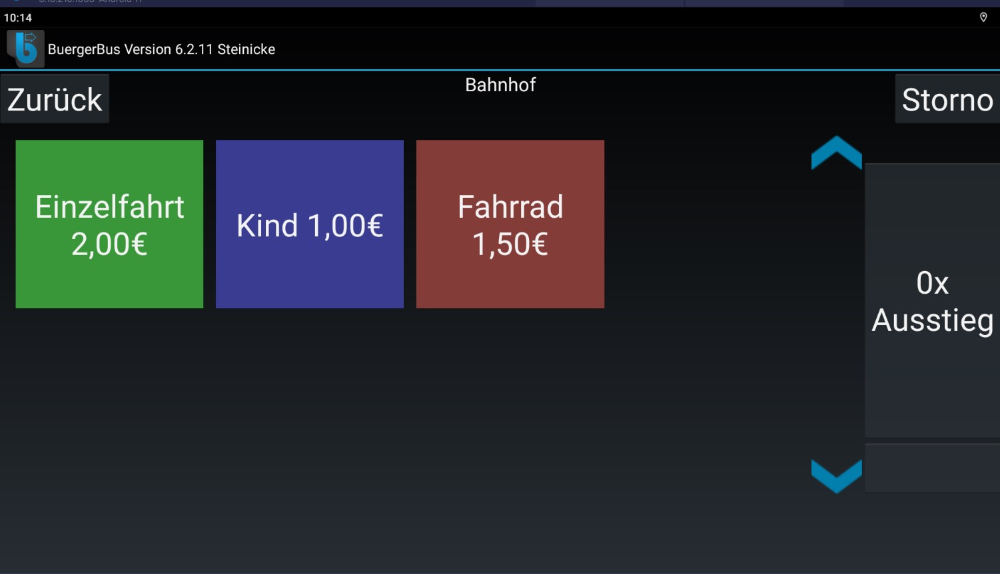 10:14
BuergerBus Version 6.2.11 Steinicke
Zurück
Bahnhof
Storno
Einzelfahrt
2,00€
Kind 1,00€
Fahrrad
1,50€
0x
Ausstieg